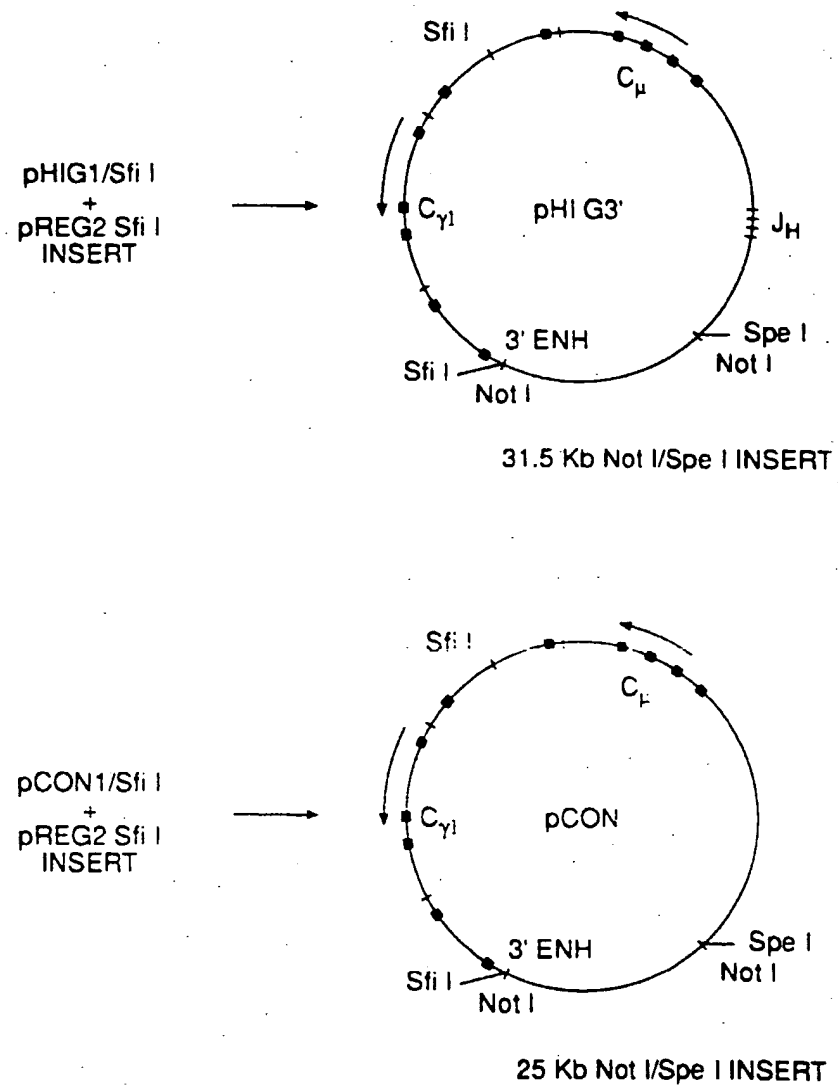 Sfi I
Cμ
pHIG1/Sfi I
+
pREG2 Sfi I
INSERT
Cγ1
pHI G3'
JH
3' ENH
Spe I
Sfi I
Not I
Not I
31.5 Kb Not I/Spe I INSERT
Sfi I
Cμ
pCON1/Sfi I
+
pREG2 Sfi I
INSERT
Cγ1
pCON
3' ENH
Spe I
Sfi I
Not I
Not I
25 Kb Not I/Spe I INSERT